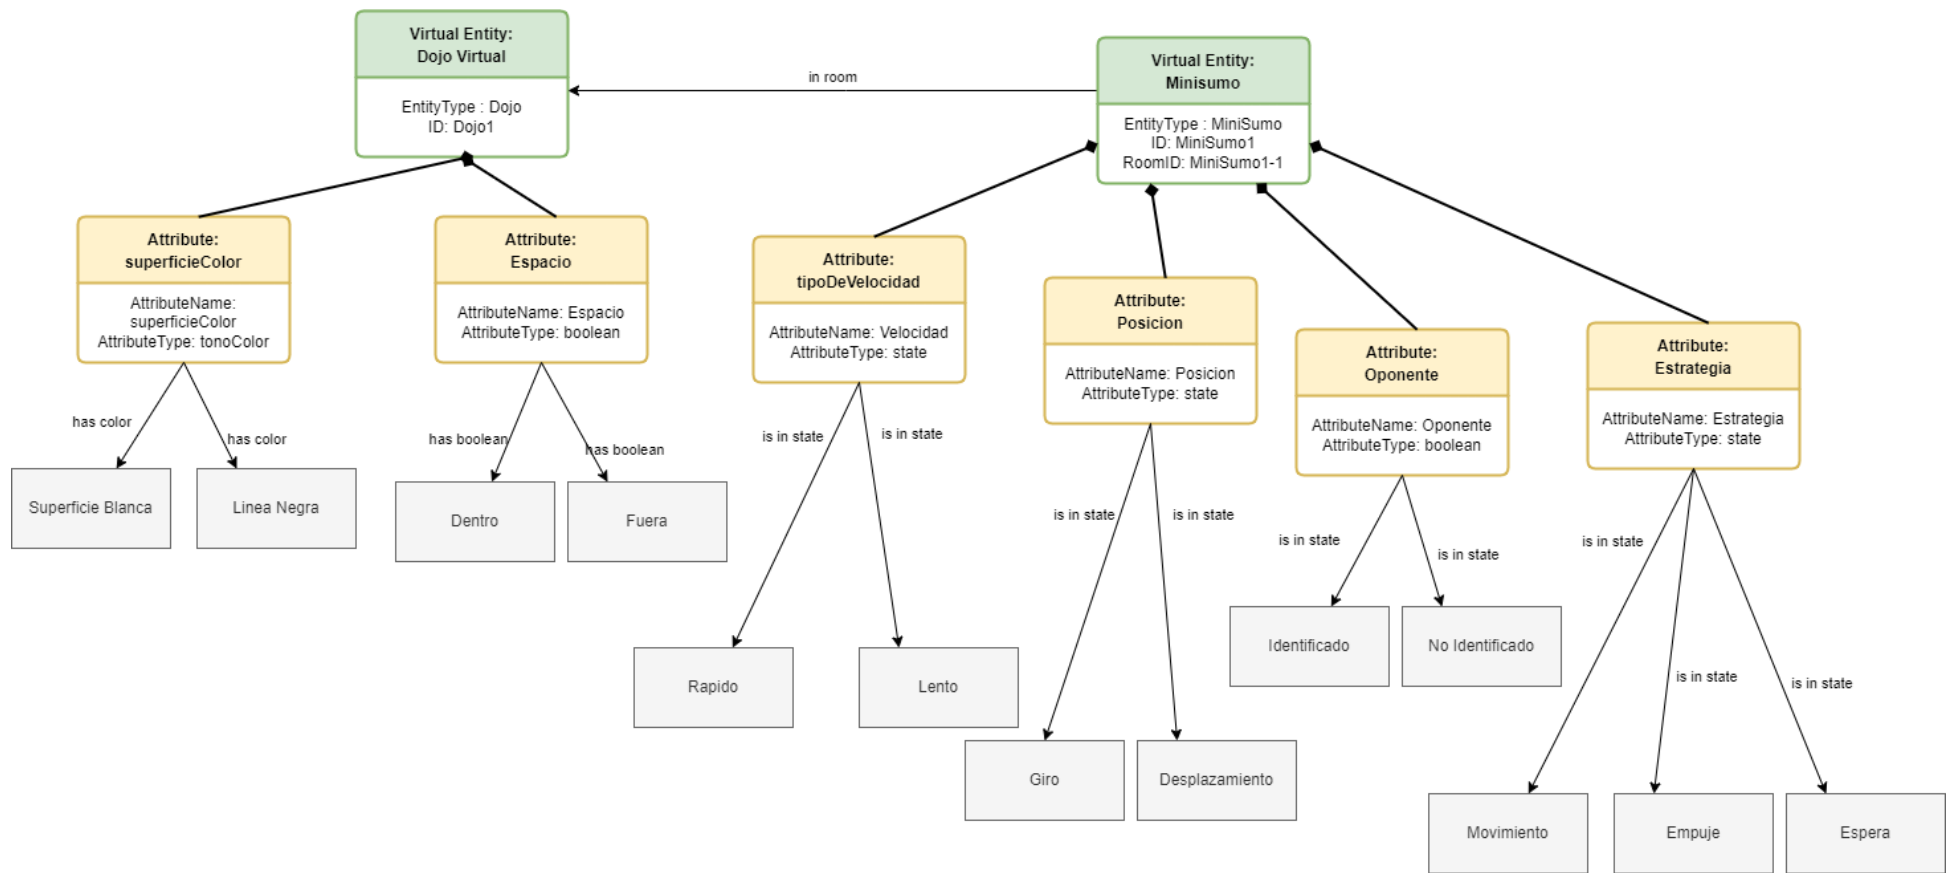 Virtual Entity:
Dojo Virtual
EntityType : Dojo
ID: Dojo1
in room
Virtual Entity:
Minisumo
EntityType : MiniSumo
ID: MiniSumo1
RoomID: MiniSumo1-1
Attribute:
superficieColor
AttributeName:
superficieColor
AttributeType: tonoColor
Attribute:
Espacio
AttributeName: Espacio
AttributeType: boolean
Attribute:
tipoDeVelocidad
AttributeName: Velocidad
AttributeType: state
Attribute:
Posicion
AttributeName: Posicion
AttributeType: state
Attribute:
Oponente
AttributeName: Oponente
AttributeType: boolean
Attribute:
Estrategia
AttributeName: Estrategia
AttributeType: state
has color
has color
has boolean
has boolean
is in state
is in state
is in state
is in state
is in state
is in state
is in state
is in state
is in state
Superficie Blanca
Linea Negra
Dentro
Fuera
Rapido
Lento
Giro
Desplazamiento
Identificado
No Identificado
Movimiento
Empuje
Espera